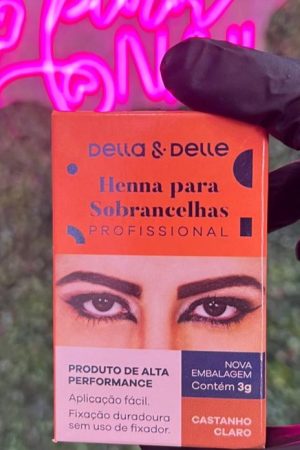 Della & Delle
Henna para
Sobrancelhas
PROFISSIONAL
PRODUTO DE ALTA
PERFORMANCE
Aplicação fácil.
Fixação duradoura
sem uso de fixador.
NOVA
EMBALAGEM
Contém 3g
CASTANHO
CLARO